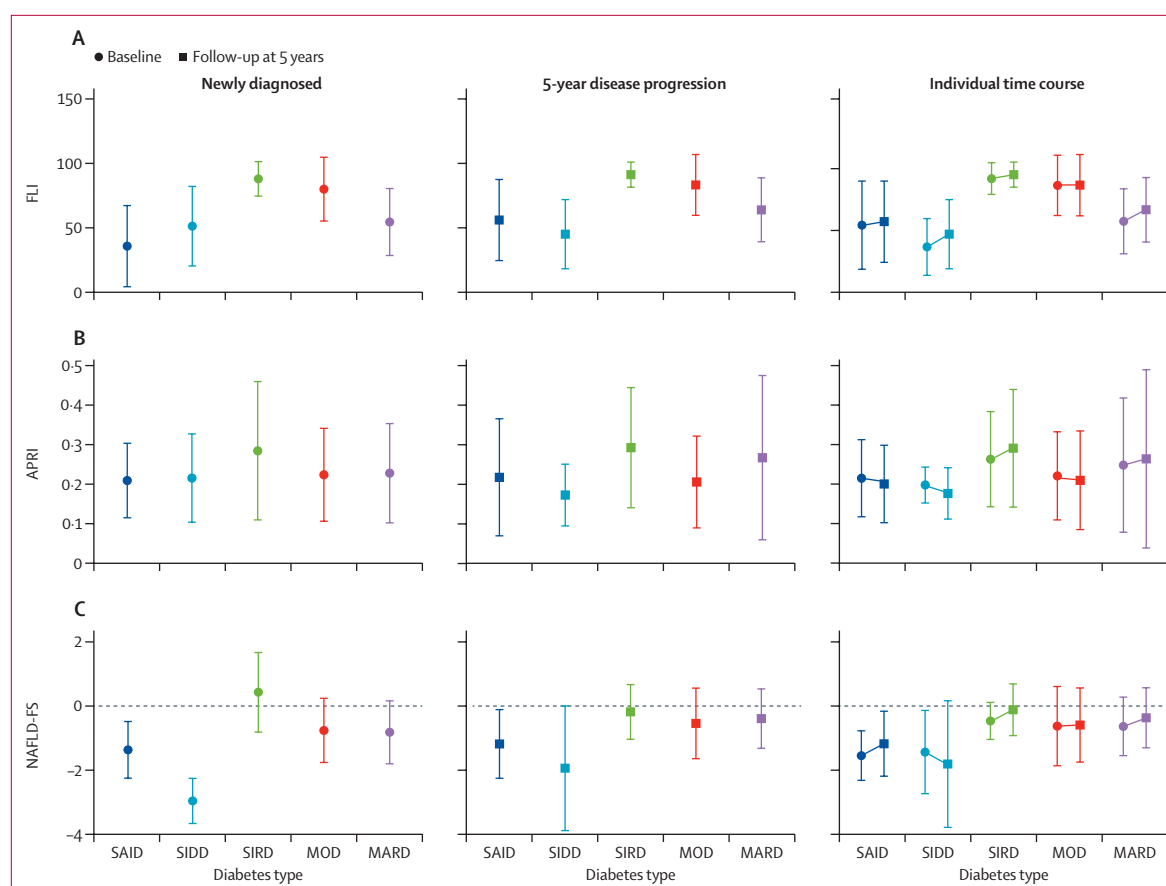 A
Baseline Follow-up at 5 years
Newly diagnosed 5-year disease progression Individual time course
150
100
50
0
FLI
B
0·5
0·4
0·3
0·2
0·1
0
APRI
C
2
0
−2
−4
NAFLD-FS
SAID SIDD SIRD MOD MARD SAID SIDD SIRD MOD MARD SAID SIDD SIRD MOD MARD
Diabetes type Diabetes type Diabetes type